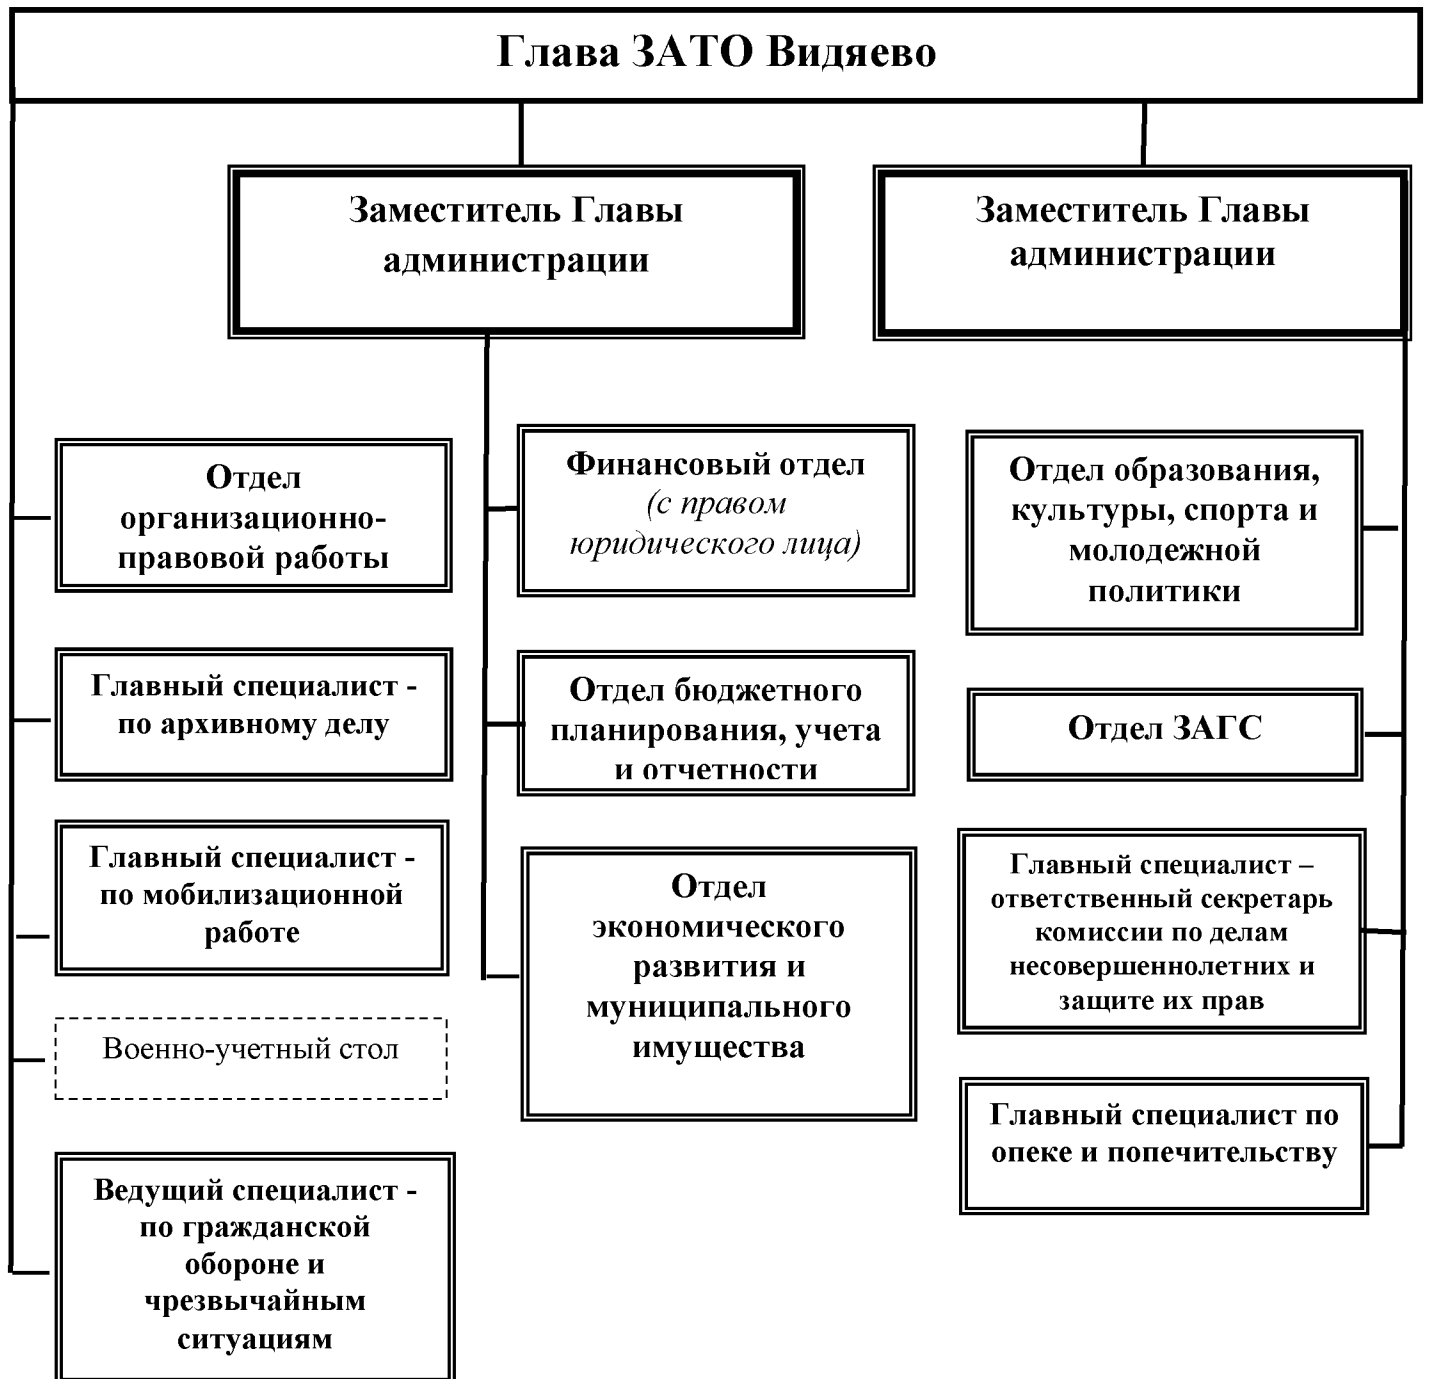 Глава ЗАТО Видяево
Заместитель Главы
администрации
Заместитель Главы
администрации
Отдел
организационно-
правовой работы
Главный специалист -
по архивному делу
Главный специалист -
по мобилизационной
работе
Военно-учетный стол
Ведущий специалист -
по гражданской
обороне и
чрезвычайным
ситуациям
Финансовый отдел
(с правом
юридического лица)
Отдел бюджетного
планирования, учета
и отчетности
Отдел
экономического
развития и
муниципального
имущества
Отдел образования,
культуры, спорта и
молодежной
политики
Отдел ЗАГС
Главный специалист –
ответственный секретарь
комиссии по делам
несовершеннолетних и
защите их прав
Главный специалист по
опеке и попечительству